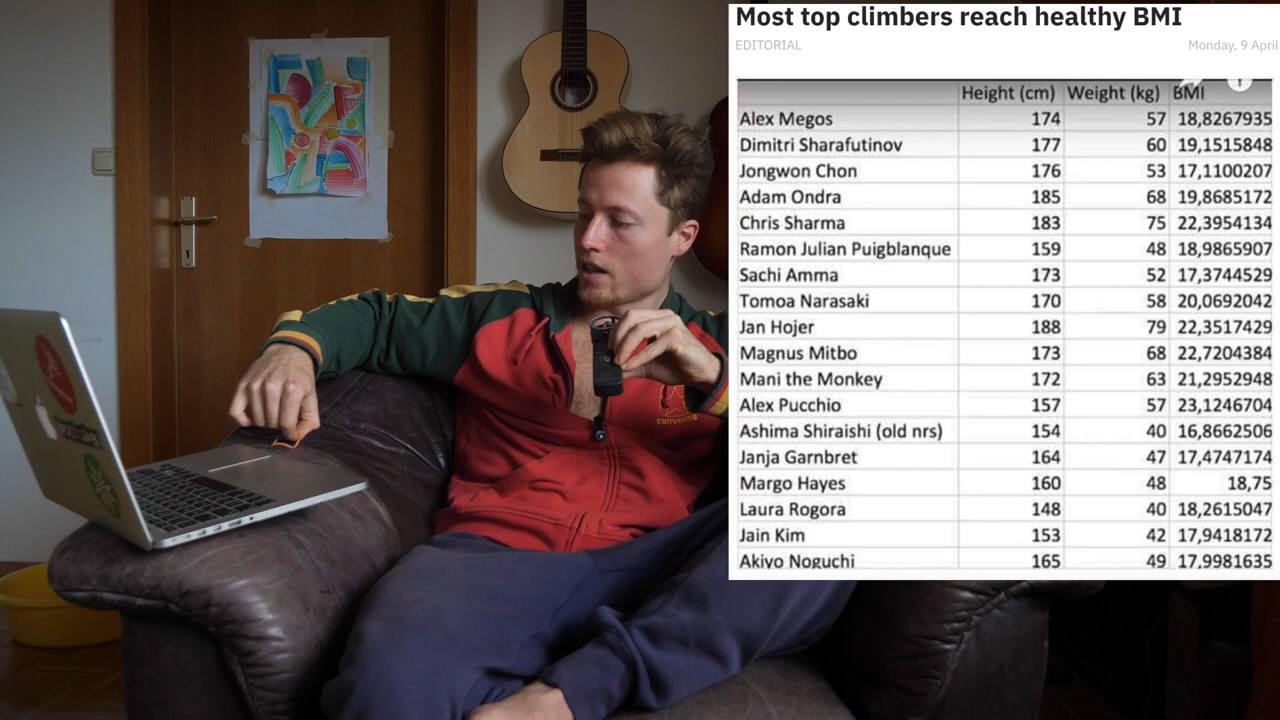 Most top climbers reach healthy BMI
EDITORIAL Monday, 9 April
Height (cm) Weight (kg) BMI
Alex Megos 174 57 18,8267935
Dimitri Sharafutinov 177 60 19,1515848
Jongwon Chon 176 53 17,1100207
Adam Ondra 185 68 19,8685172
Chris Sharma 183 75 22,3954134
Ramon Julian Puigblanque 159 48 18,9865907
Sachi Amma 173 52 17,3744529
Tomoa Narasaki 170 58 20,0692042
Jan Hojer 188 79 22,3517429
Magnus Mitbo 173 68 22,7204384
Mani the Monkey 172 63 21,2952948
Alex Pucchio 157 57 23,1246704
Ashima Shiraishi (old nrs) 154 40 16,8662506
Janja Garnbret 164 47 17,4747174
Margo Hayes 160 48 18,75
Laura Rogora 148 40 18,2615047
Jain Kim 153 42 17,9418172
Akiyo Noguchi 165 49 17,9981635
CONVERSE